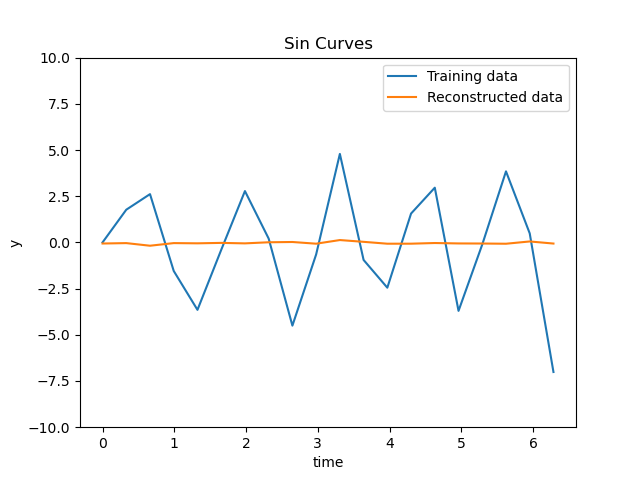 Sin Curves
Training data
Reconstructed data
10.0
7.5
5.0
2.5
0.0
−2.5
−5.0
−7.5
−10.0
y
0 1 2 3 4 5 6
time